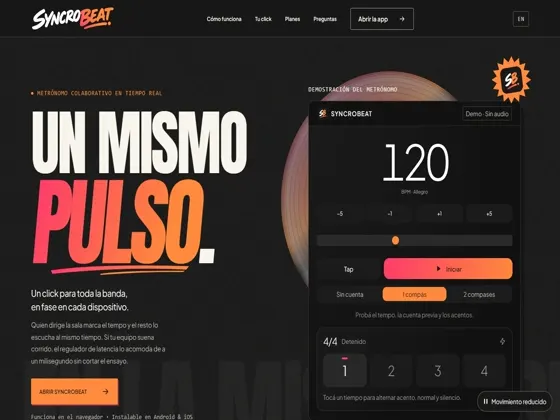 SYNCROBEAT.
Cómo funciona
Tu click
Planes
Preguntas
Abrir la app →
EN
METRÓNOMO COLABORATIVO EN TIEMPO REAL
UN MISMO
PULSO.
Un click para toda la banda,
en fase en cada dispositivo.
Quien dirige la sala marca el tiempo y el resto lo
escucha al mismo tiempo. Si tu equipo suena
corrido, el regulador de latencia lo acomoda de a
un milisegundo sin cortar el ensayo.
ABRIR SYNCROBEAT →
Funciona en el navegador • Instalable en Android & iOS
DEMOSTRACIÓN DEL METRÓNOMO
SB
SYNCROBEAT
Demo · Sin audio
120
BPM · Allegro
−5
−1
+1
+5
Tap
Iniciar
Sin cuenta
1 compás
2 compases
Probá el tempo, la cuenta previa y los acentos.
4/4 Detenido
1
2
3
4
Tocá un tiempo para alternar acento, normal y silencio.
Movimiento reducido